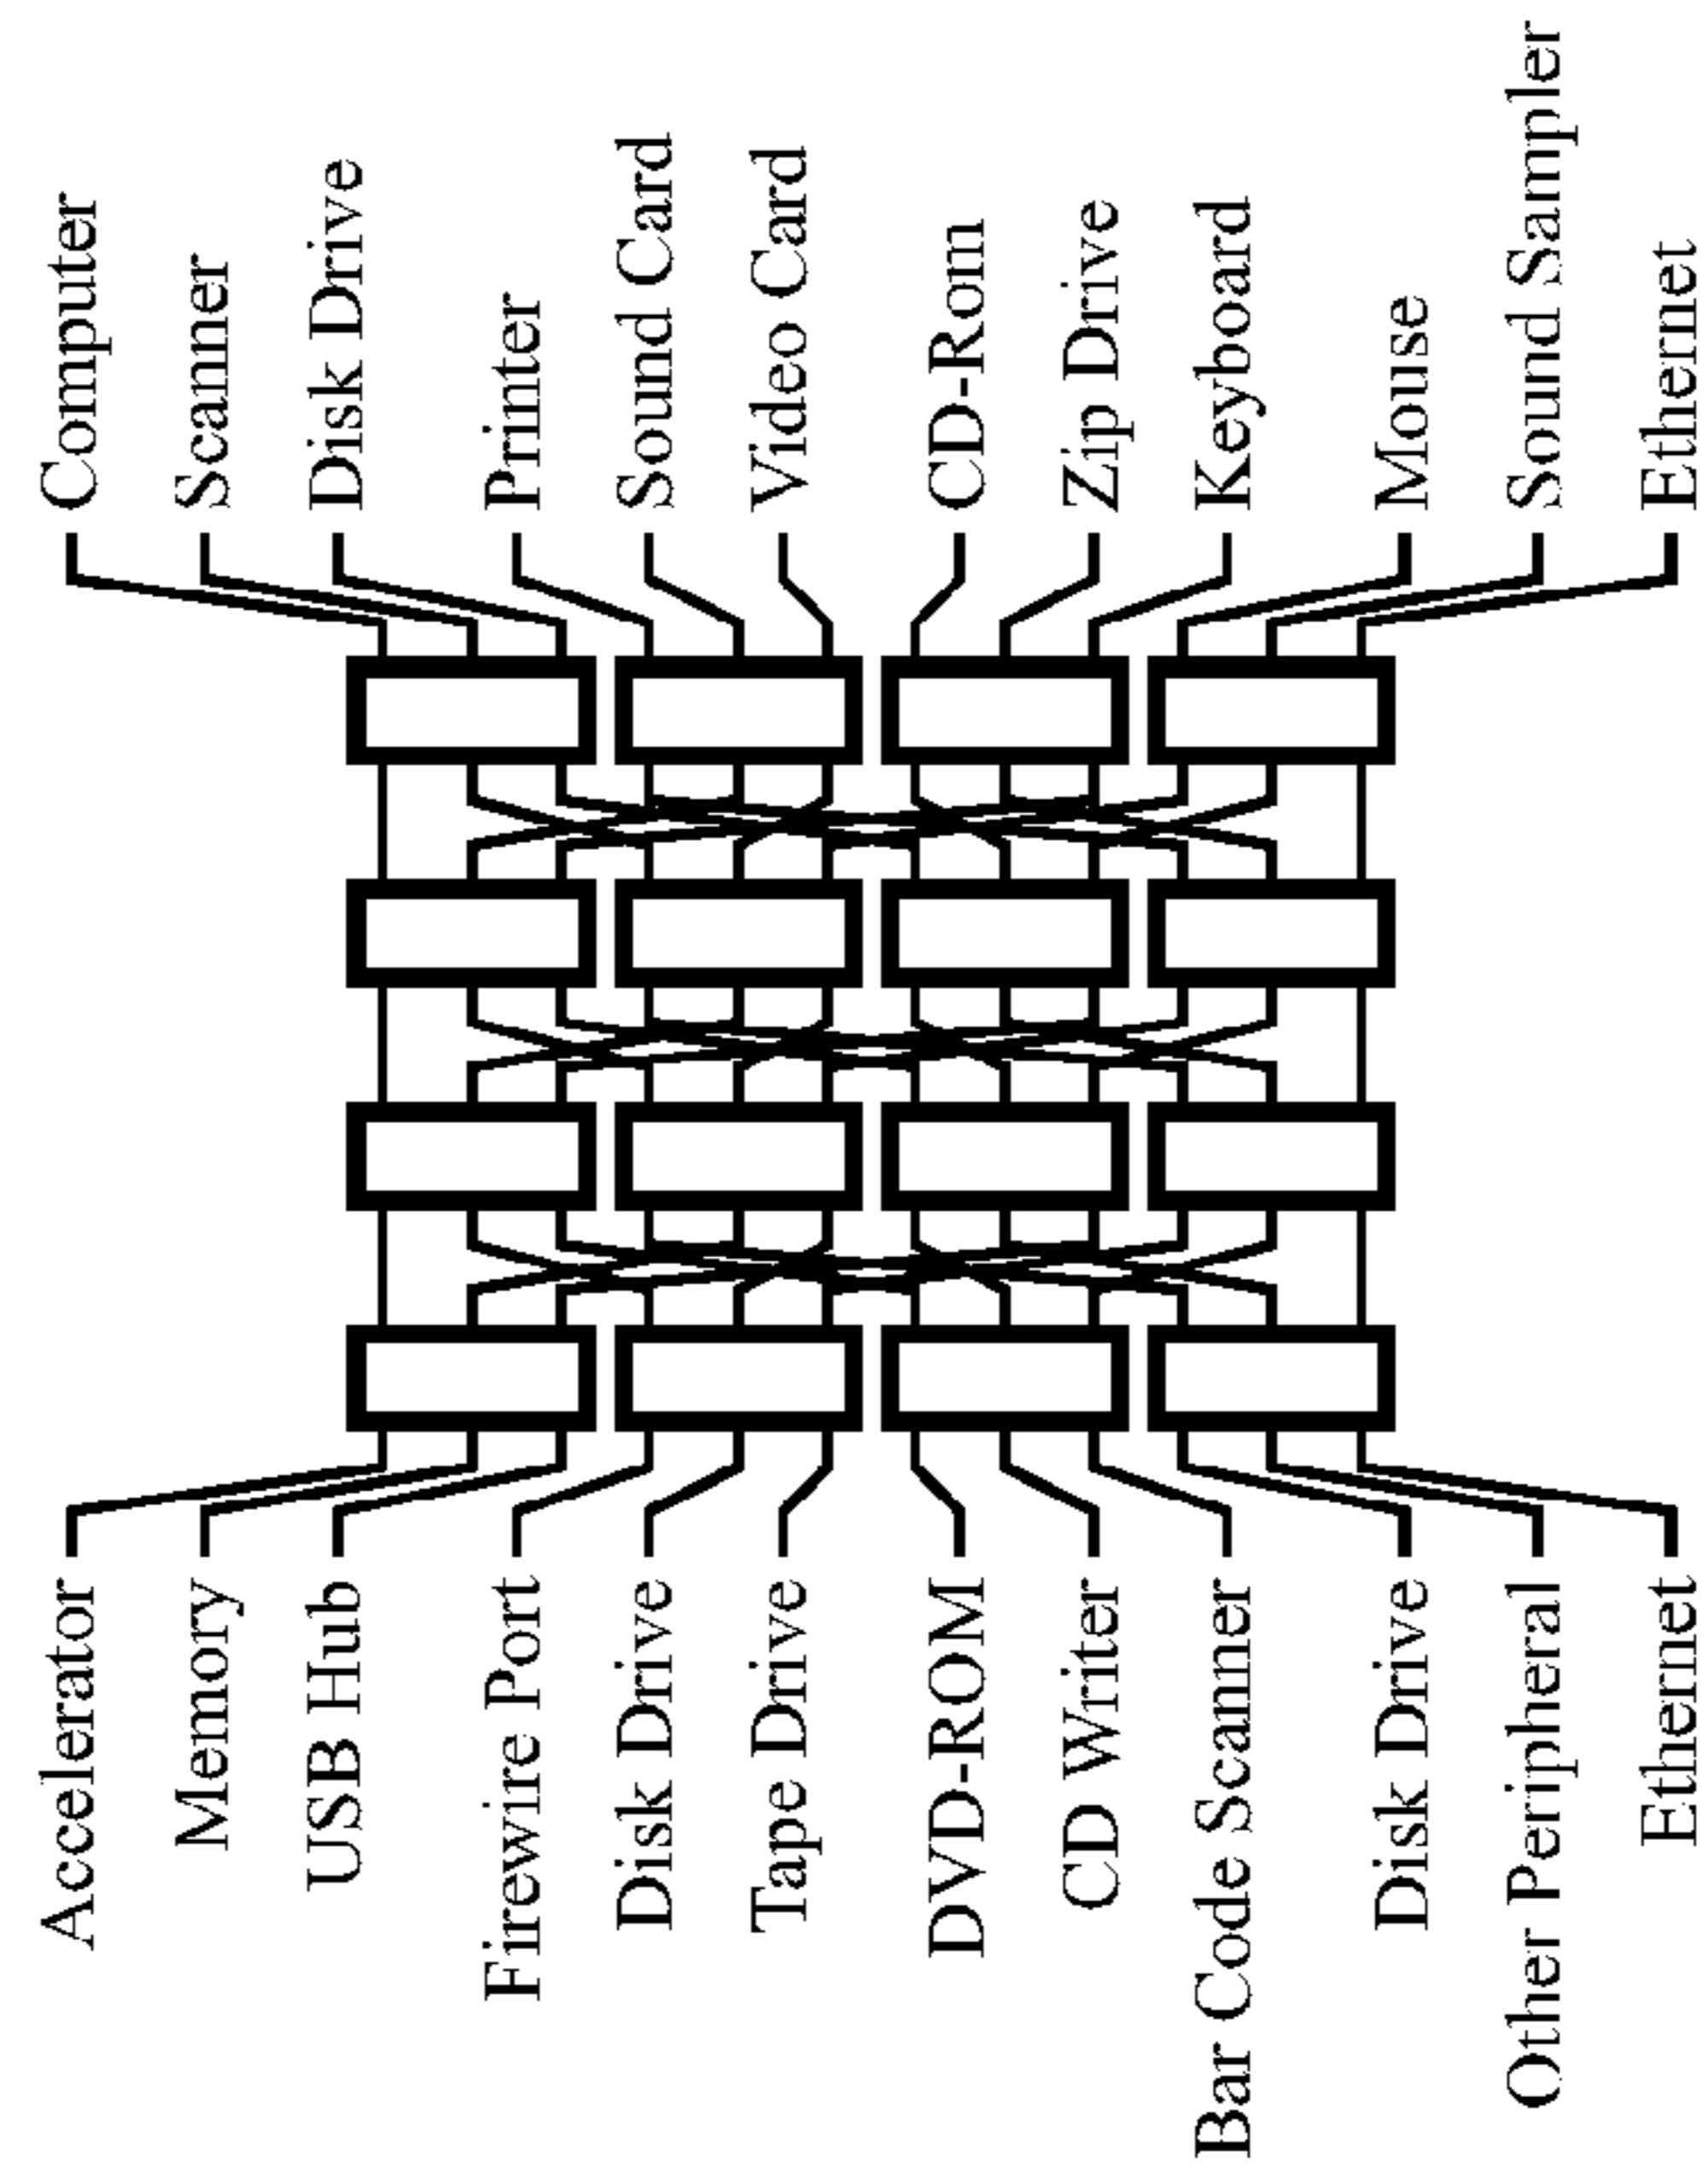 Computer
Scanner
Disk Drive
Printer
Sound Card
Video Card
CD-Rom
Zip Drive
Keyboard
Mouse
Sound Sampler
Ethernet
Accelerator
Memory
USB Hub
Firewire Port
Disk Drive
Tape Drive
DVD-ROM
CD Writer
Bar Code Scanner
Disk Drive
Other Peripheral
Ethernet